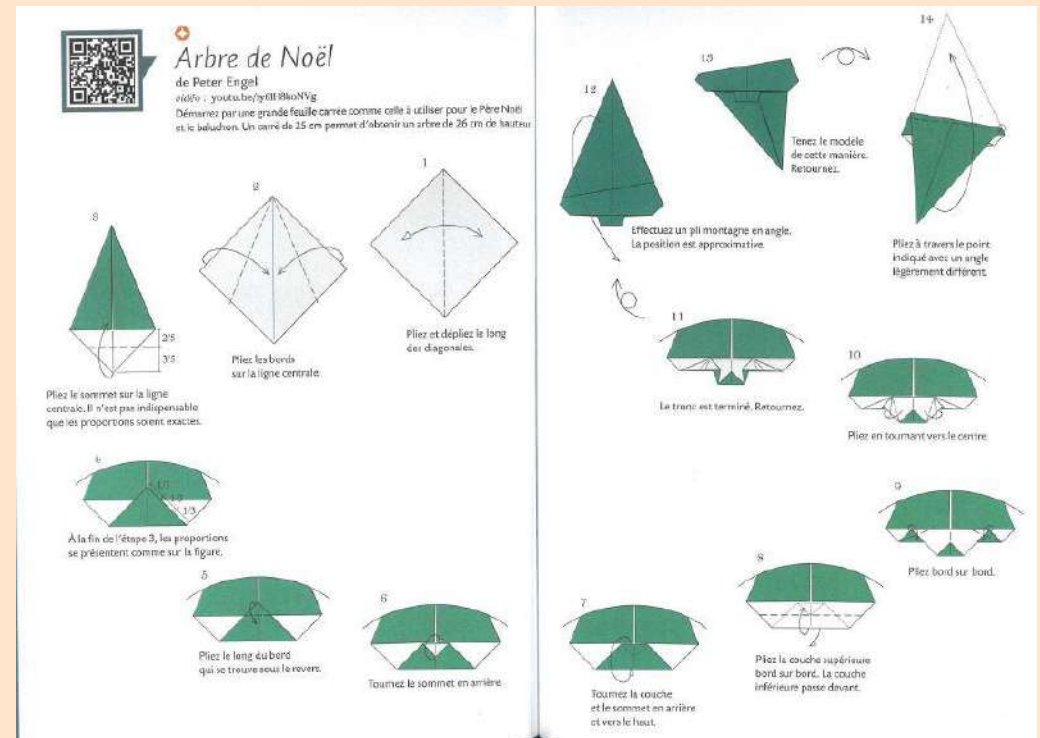 Arbre de Noël
de Peter Engel
Démarrez par une grande feuille carrée comme celle à utiliser pour le Père Noël
et le baluchon. Un carré de 25 cm permet d'obtenir un arbre de 26 cm de hauteur
1
Pliez et dépliez le long
des diagonales.
2
Pliez les bords
sur la ligne centrale
3
2/5
3/5
Pliez le sommet sur la ligne
centrale. Il n'est pas indispensable
que les proportions soient exactes.
4
1/3
1/3
1/3
À la fin de l'étape 3, les proportions
se présentent comme sur la figure.
5
Pliez le long du bord
qui se trouve sous le revers.
6
Tournez le sommet en arrière
7
Tournez la couche
et le sommet en arrière
et vers le haut.
8
Pliez la couche supérieure
bord sur bord. La couche
inférieure passe devant.
9
Pliez bord sur bord.
10
Pliez en tournant vers le centre
11
Le tronc est terminé. Retournez.
12
Effectuez un pli montagne en angle.
La position est approximative
13
Tenez le modèle
de cette manière.
Retournez.
14
Pliez à travers le point
indiqué avec un angle
légèrement différent.